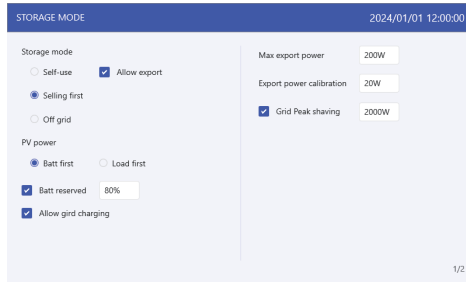 STORAGE MODE
2024/01/01 12:00:00
Storage mode
Self-use
Allow export
Selling first
Off grid
PV power
Batt first
Load first
Batt reserved
80%
Allow gird charging
Max export power
200W
Export power calibration
20W
Grid Peak shaving
2000W
1/2